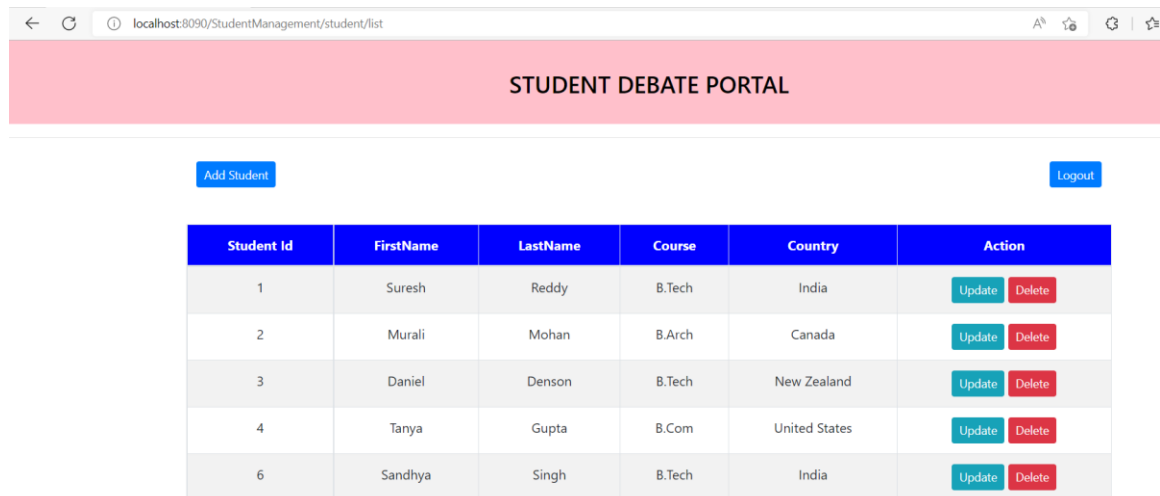 localhost:8090/StudentManagement/student/list
STUDENT DEBATE PORTAL
Add Student Logout
Student Id FirstName LastName Course Country Action
1 Suresh Reddy B.Tech India Update Delete
2 Murali Mohan B.Arch Canada Update Delete
3 Daniel Denson B.Tech New Zealand Update Delete
4 Tanya Gupta B.Com United States Update Delete
6 Sandhya Singh B.Tech India Update Delete